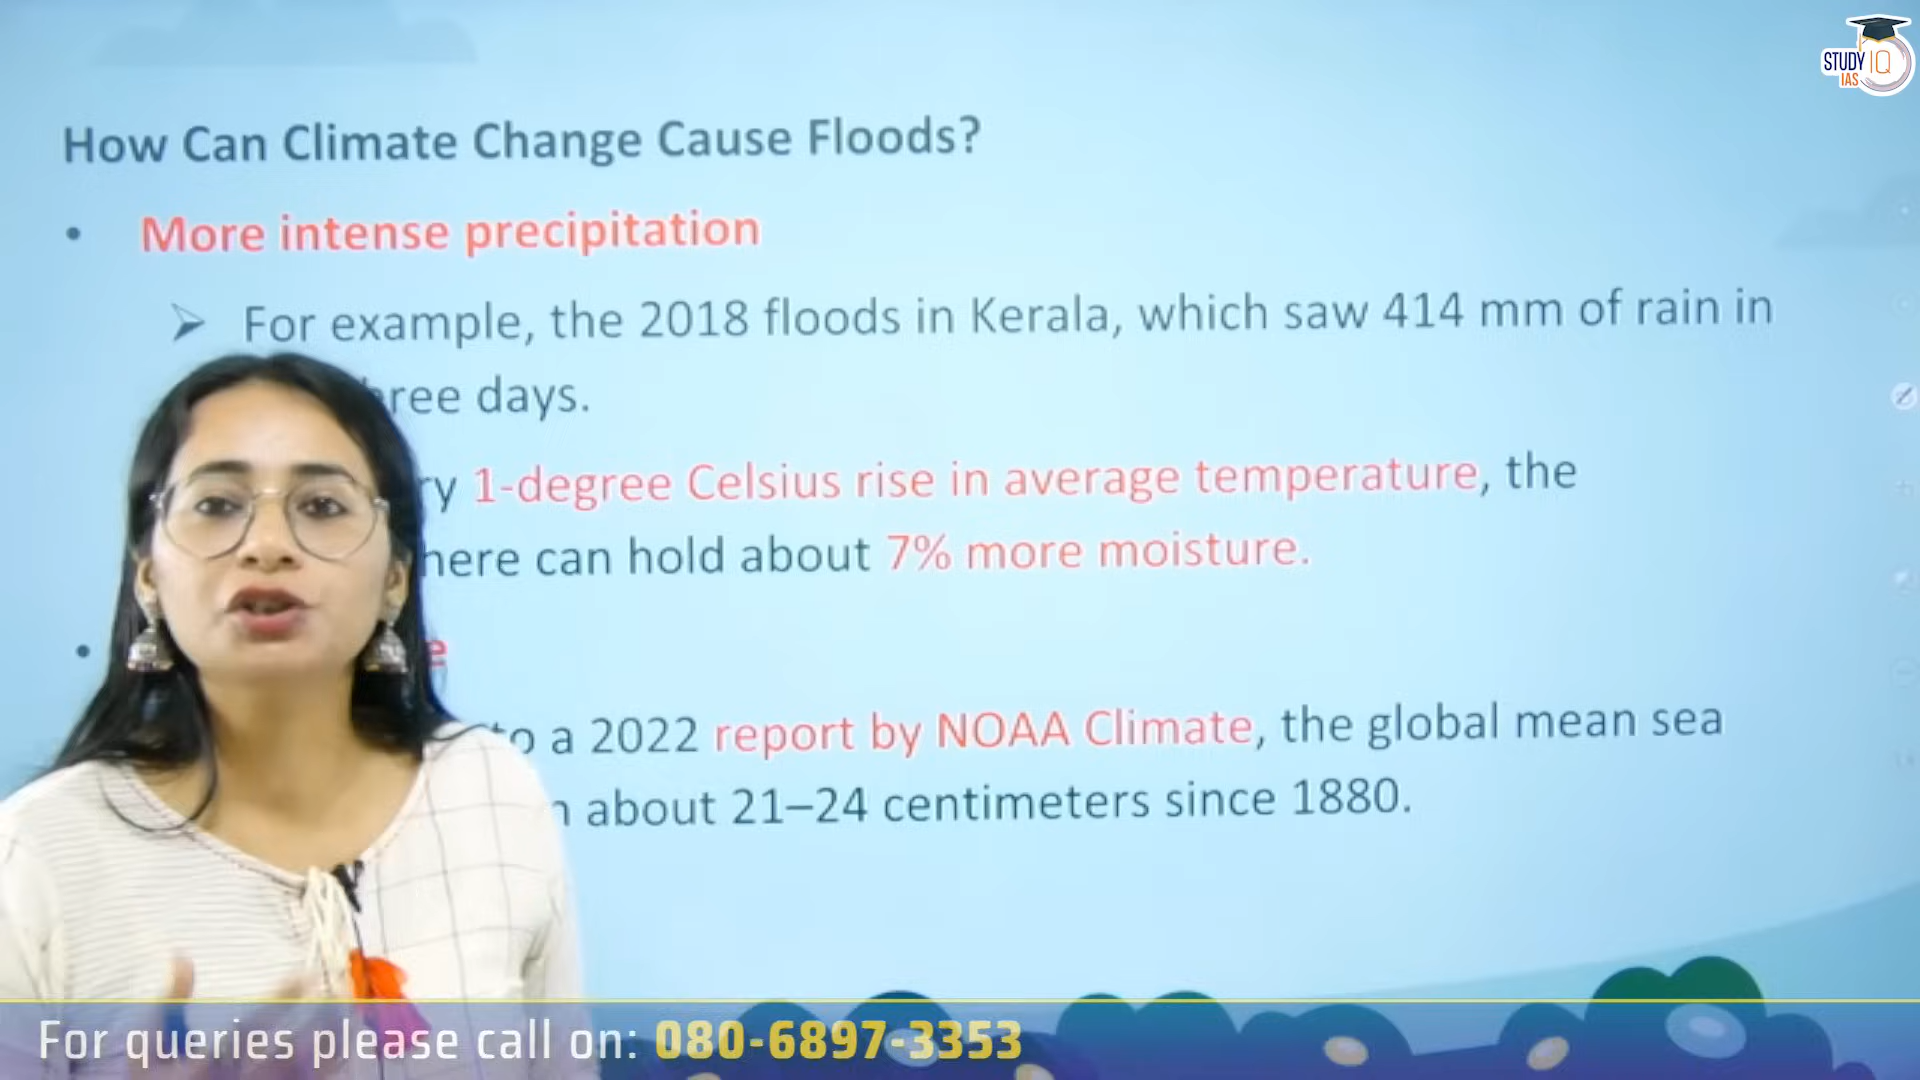 STUDY IQ
IAS
How Can Climate Change Cause Floods?
• More intense precipitation
➢ For example, the 2018 floods in Kerala, which saw 414 mm of rain in
days.
1-degree Celsius rise in average temperature, the
can hold about 7% more moisture.
•
to a 2022 report by NOAA Climate, the global mean sea
about 21–24 centimeters since 1880.
For queries please call on: 080-6897-3353